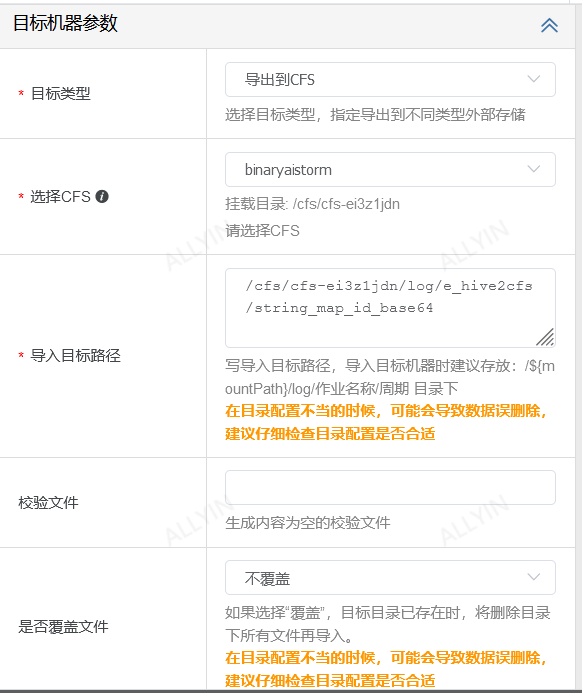 目标机器参数
* 目标类型
导出到CFS
选择目标类型，指定导出到不同类型外部存储
* 选择CFS
binaryaistorm
挂载目录: /cfs/cfs-ei3z1jdn
请选择CFS
* 导入目标路径
/cfs/cfs-ei3z1jdn/log/e_hive2cfs
/string_map_id_base64
写导入目标路径，导入目标机器时建议存放：/${m
ountPath}/log/作业名称/周期 目录下
在目录配置不当的时候，可能会导致数据误删除，
建议仔细检查目录配置是否合适
校验文件
生成内容为空的校验文件
是否覆盖文件
不覆盖
如果选择“覆盖”，目标目录已存在时，将删除目录
下所有文件再导入。
在目录配置不当的时候，可能会导致数据误删除，
建议仔细检查目录配置是否合适
ALLYIN
ALLYIN
ALLYIN
ALLYIN